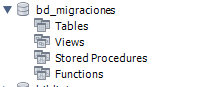 bd_migraciones
Tables
Views
Stored Procedures
Functions